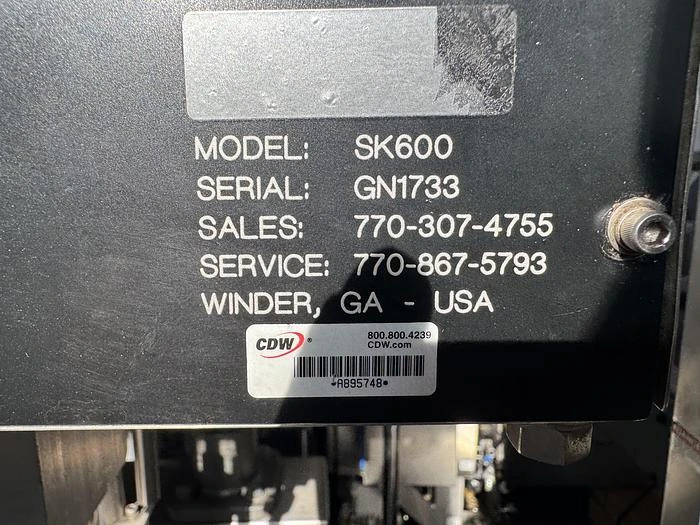 MODEL: SK600
SERIAL: GN1733
SALES: 770-307-4755
SERVICE: 770-867-5793
WINDER, GA - USA
CDW®
800.800.4239
CDW.com
*A895748*